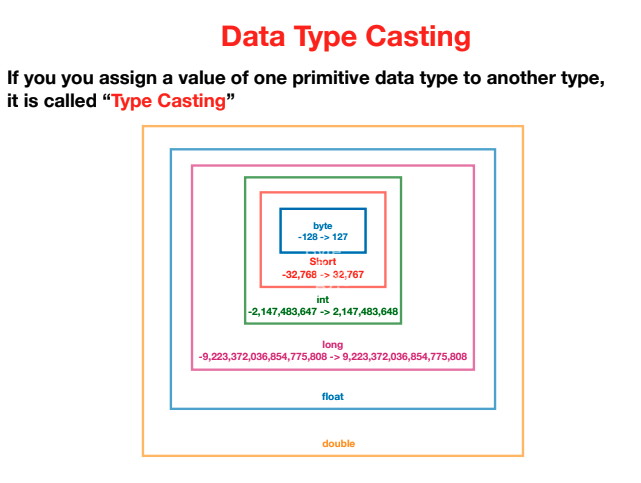 Data Type Casting
If you you assign a value of one primitive data type to another type,
it is called “Type Casting”
byte
-128 -> 127
Short
-32,768 -> 32,767
int
-2,147,483,647 -> 2,147,483,648
long
-9,223,372,036,854,775,808 -> 9,223,372,036,854,775,808
float
double